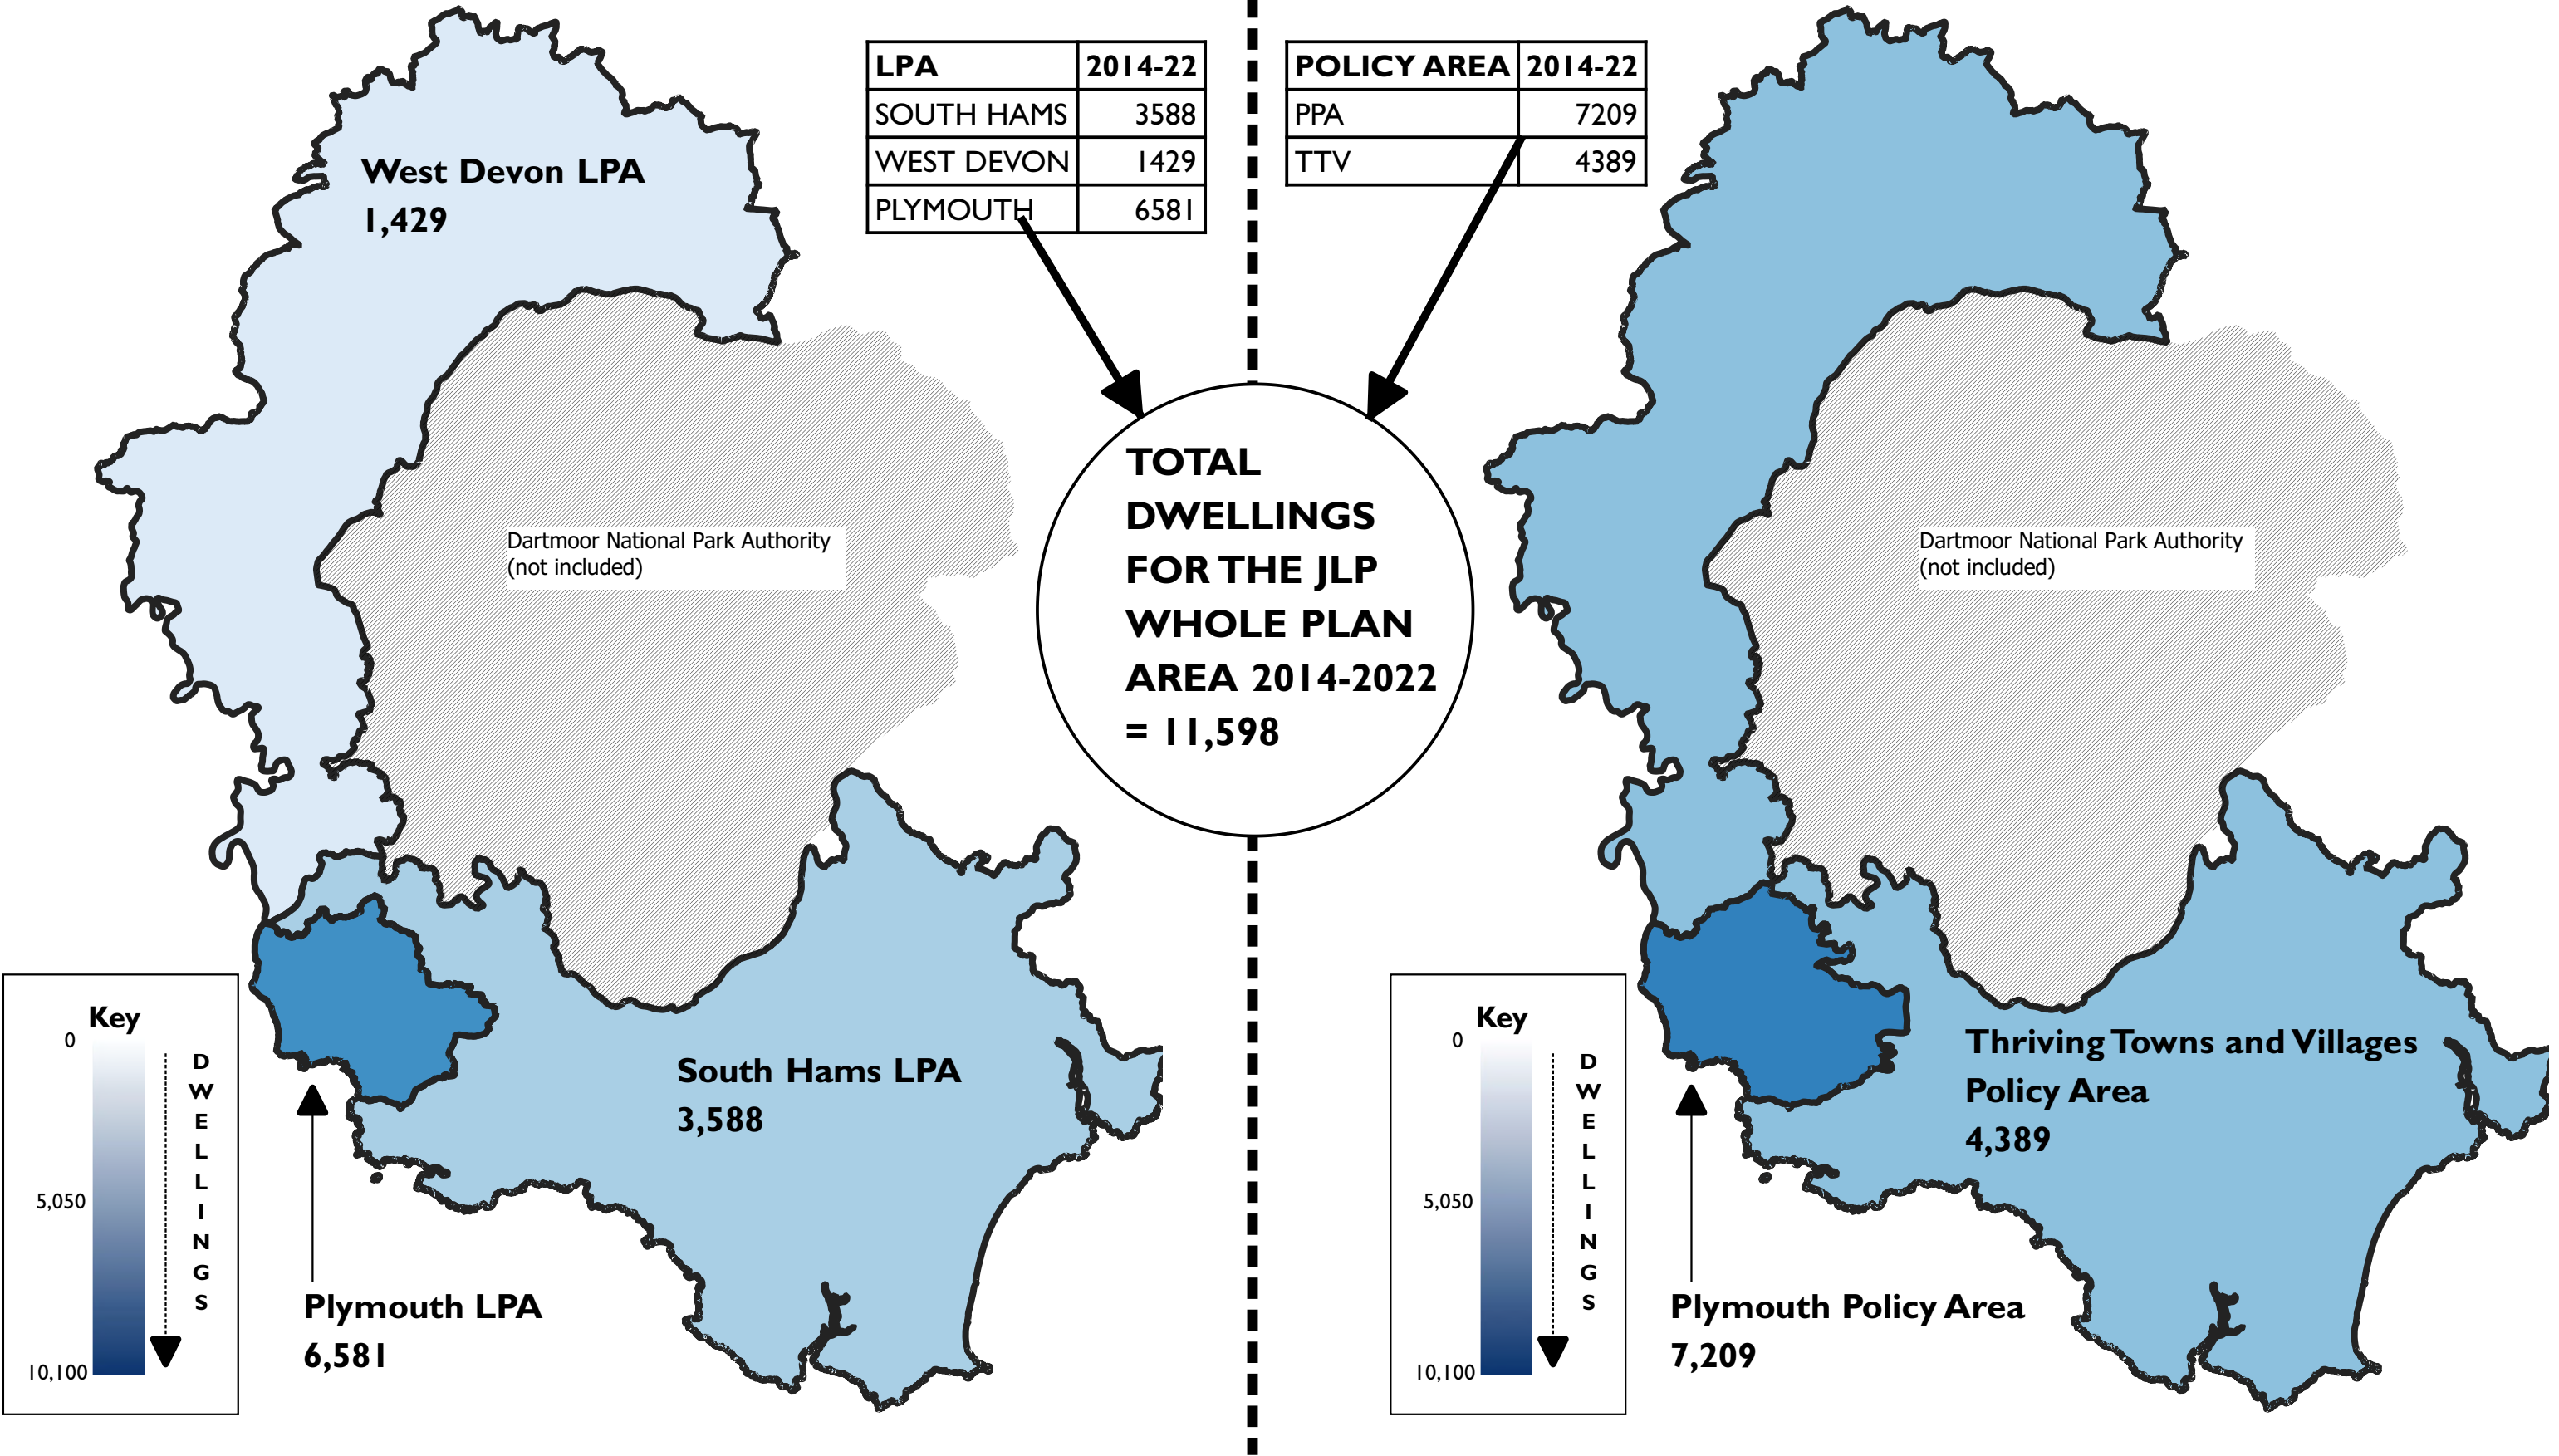 LPA 2014-22
SOUTH HAMS 3588
WEST DEVON 1429
PLYMOUTH 6581
POLICY AREA 2014-22
PPA 7209
TTV 4389
West Devon LPA
1,429
Dartmoor National Park Authority
(not included)
TOTAL
DWELLINGS
FOR THE JLP
WHOLE PLAN
AREA 2014-2022
= 11,598
Dartmoor National Park Authority
(not included)
South Hams LPA
3,588
Plymouth LPA
6,581
Key
0
5,050
10,100
DWELLINGS
Thriving Towns and Villages
Policy Area
4,389
Plymouth Policy Area
7,209
Key
0
5,050
10,100
DWELLINGS